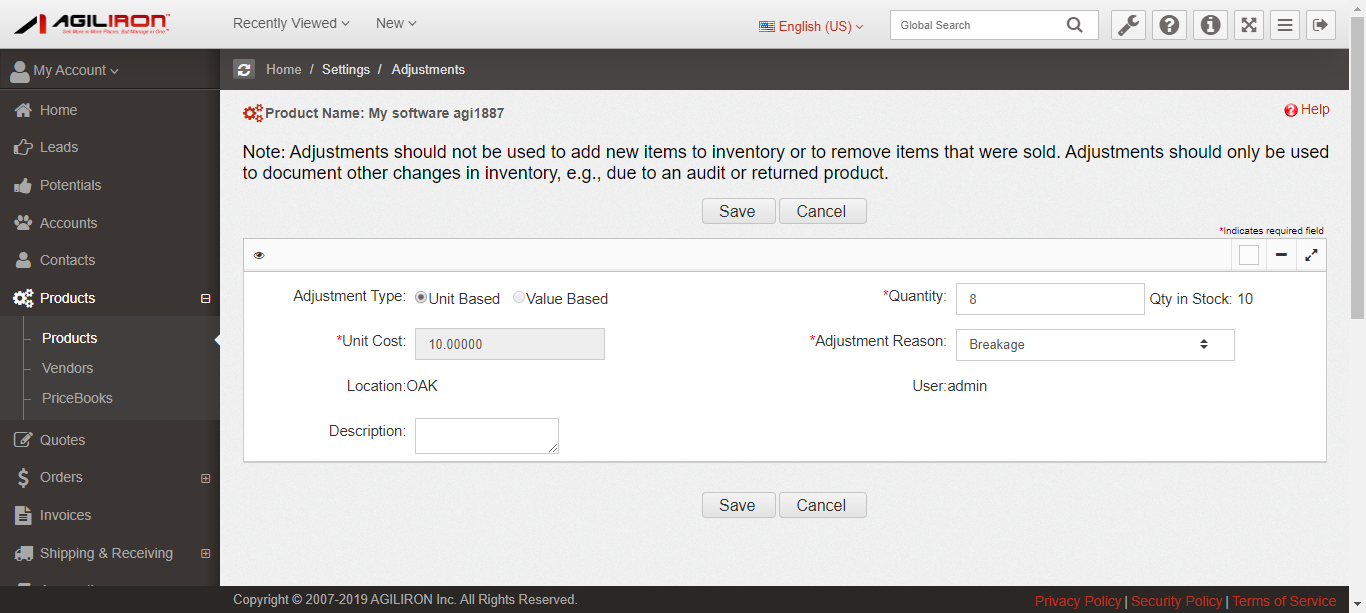 AGILIRON
Sell More in More Places. But Manage in One™
Recently Viewed
New
English (US)
Global Search
My Account
Home / Settings / Adjustments
Home
Leads
Potentials
Accounts
Contacts
Products
Products
Vendors
PriceBooks
Quotes
Orders
Invoices
Shipping & Receiving
Product Name: My software agi1887
Help
Note: Adjustments should not be used to add new items to inventory or to remove items that were sold. Adjustments should only be used
to document other changes in inventory, e.g., due to an audit or returned product.
Save Cancel
*Indicates required field
Adjustment Type: Unit Based Value Based
*Quantity: 8 Qty in Stock: 10
*Unit Cost: 10.00000
*Adjustment Reason: Breakage
Location:OAK
User:admin
Description:
Save Cancel
Copyright © 2007-2019 AGILIRON Inc. All Rights Reserved.
Privacy Policy | Security Policy | Terms of Service